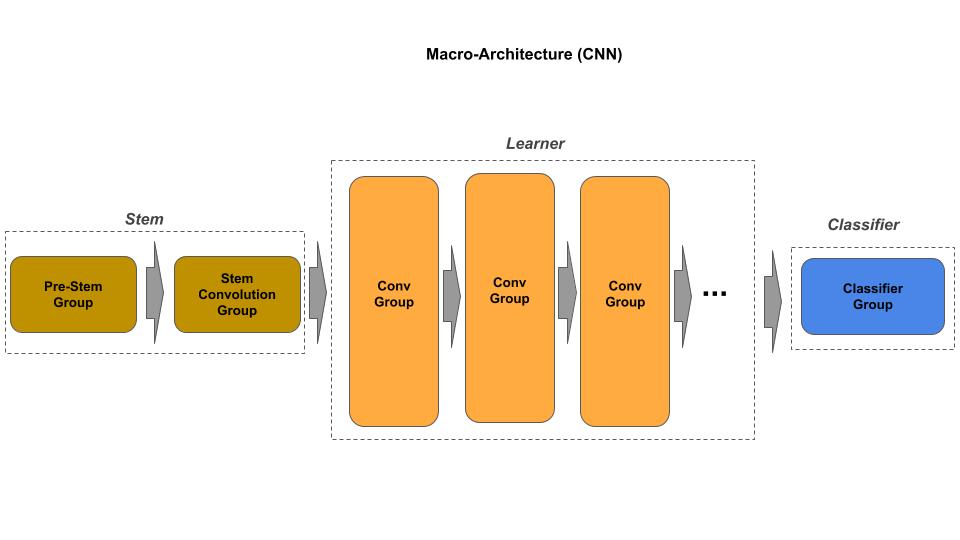 Macro-Architecture (CNN)
Learner
Stem
Classifier
Pre-Stem
Group
Stem
Convolution
Group
Conv
Group
Conv
Group
Conv
Group
...
Classifier
Group